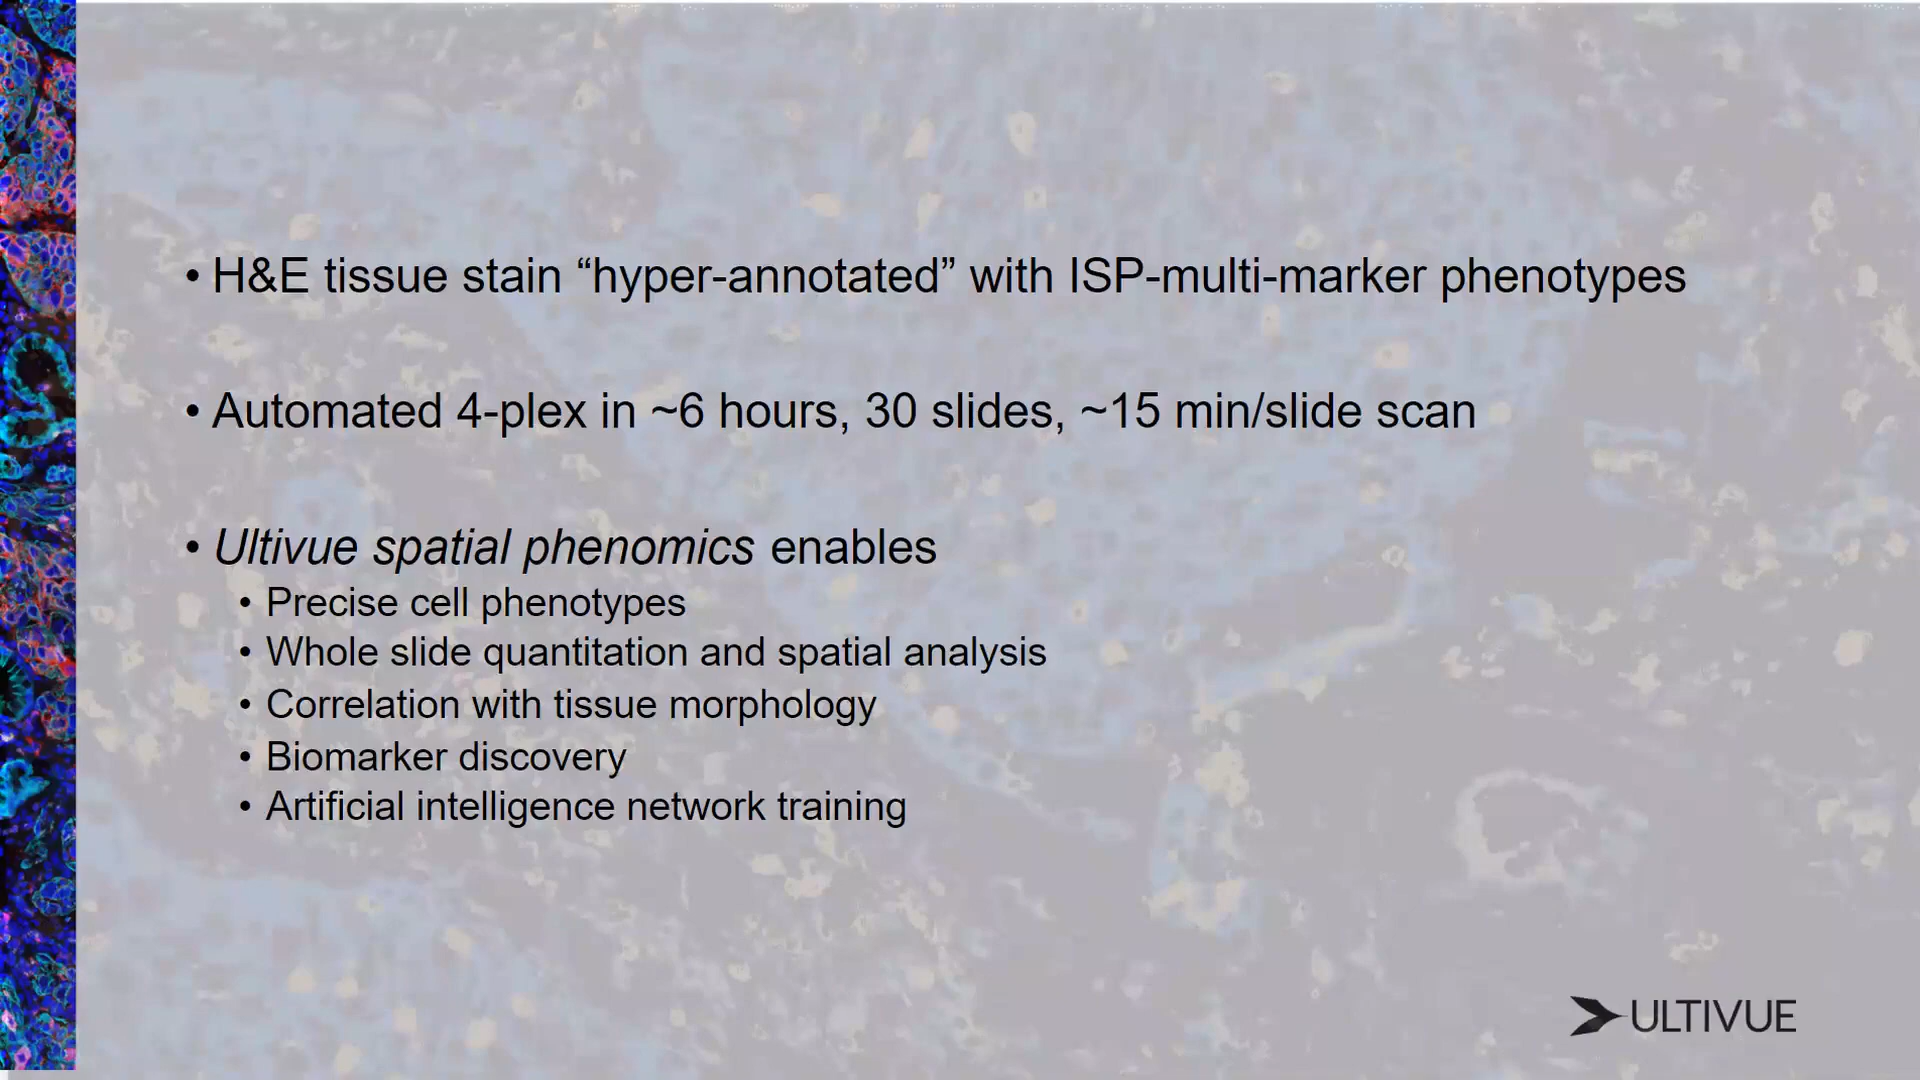 • H&E tissue stain “hyper-annotated” with ISP-multi-marker phenotypes
• Automated 4-plex in ~6 hours, 30 slides, ~15 min/slide scan
• Ultivue spatial phenomics enables
• Precise cell phenotypes
• Whole slide quantitation and spatial analysis
• Correlation with tissue morphology
• Biomarker discovery
• Artificial intelligence network training
ULTIVUE